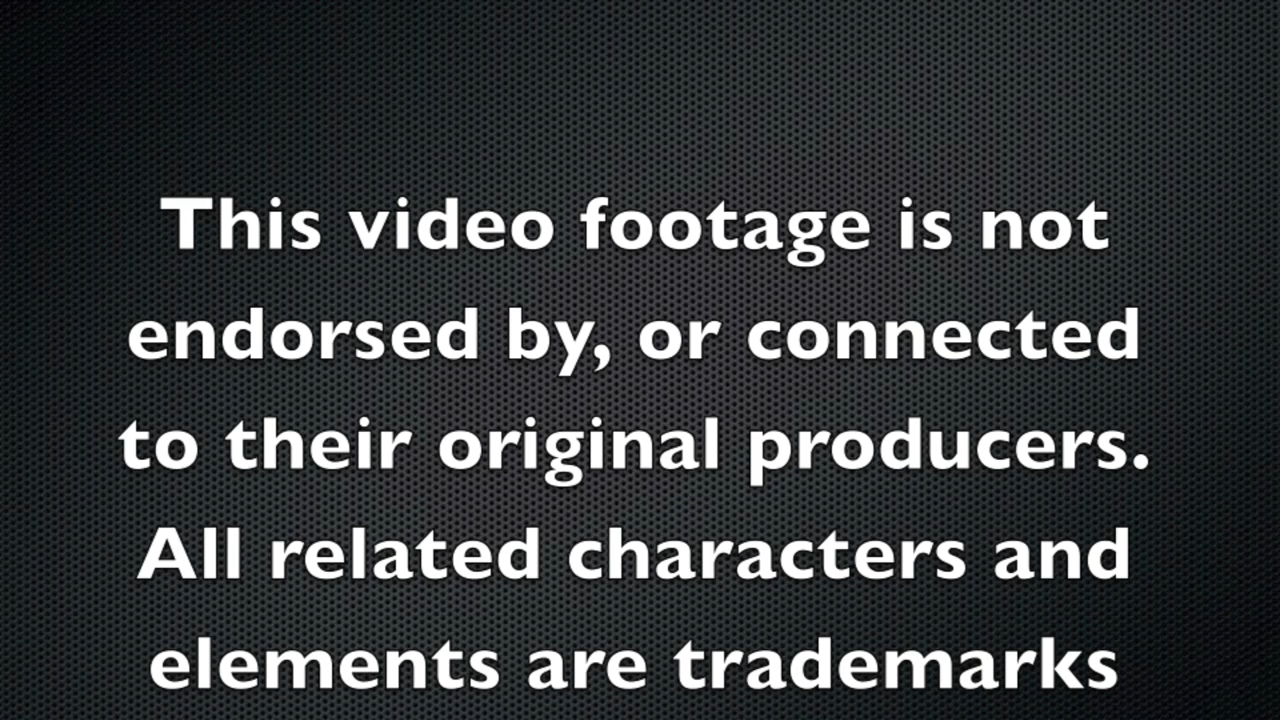 This video footage is not
endorsed by, or connected
to their original producers.
All related characters and
elements are trademarks